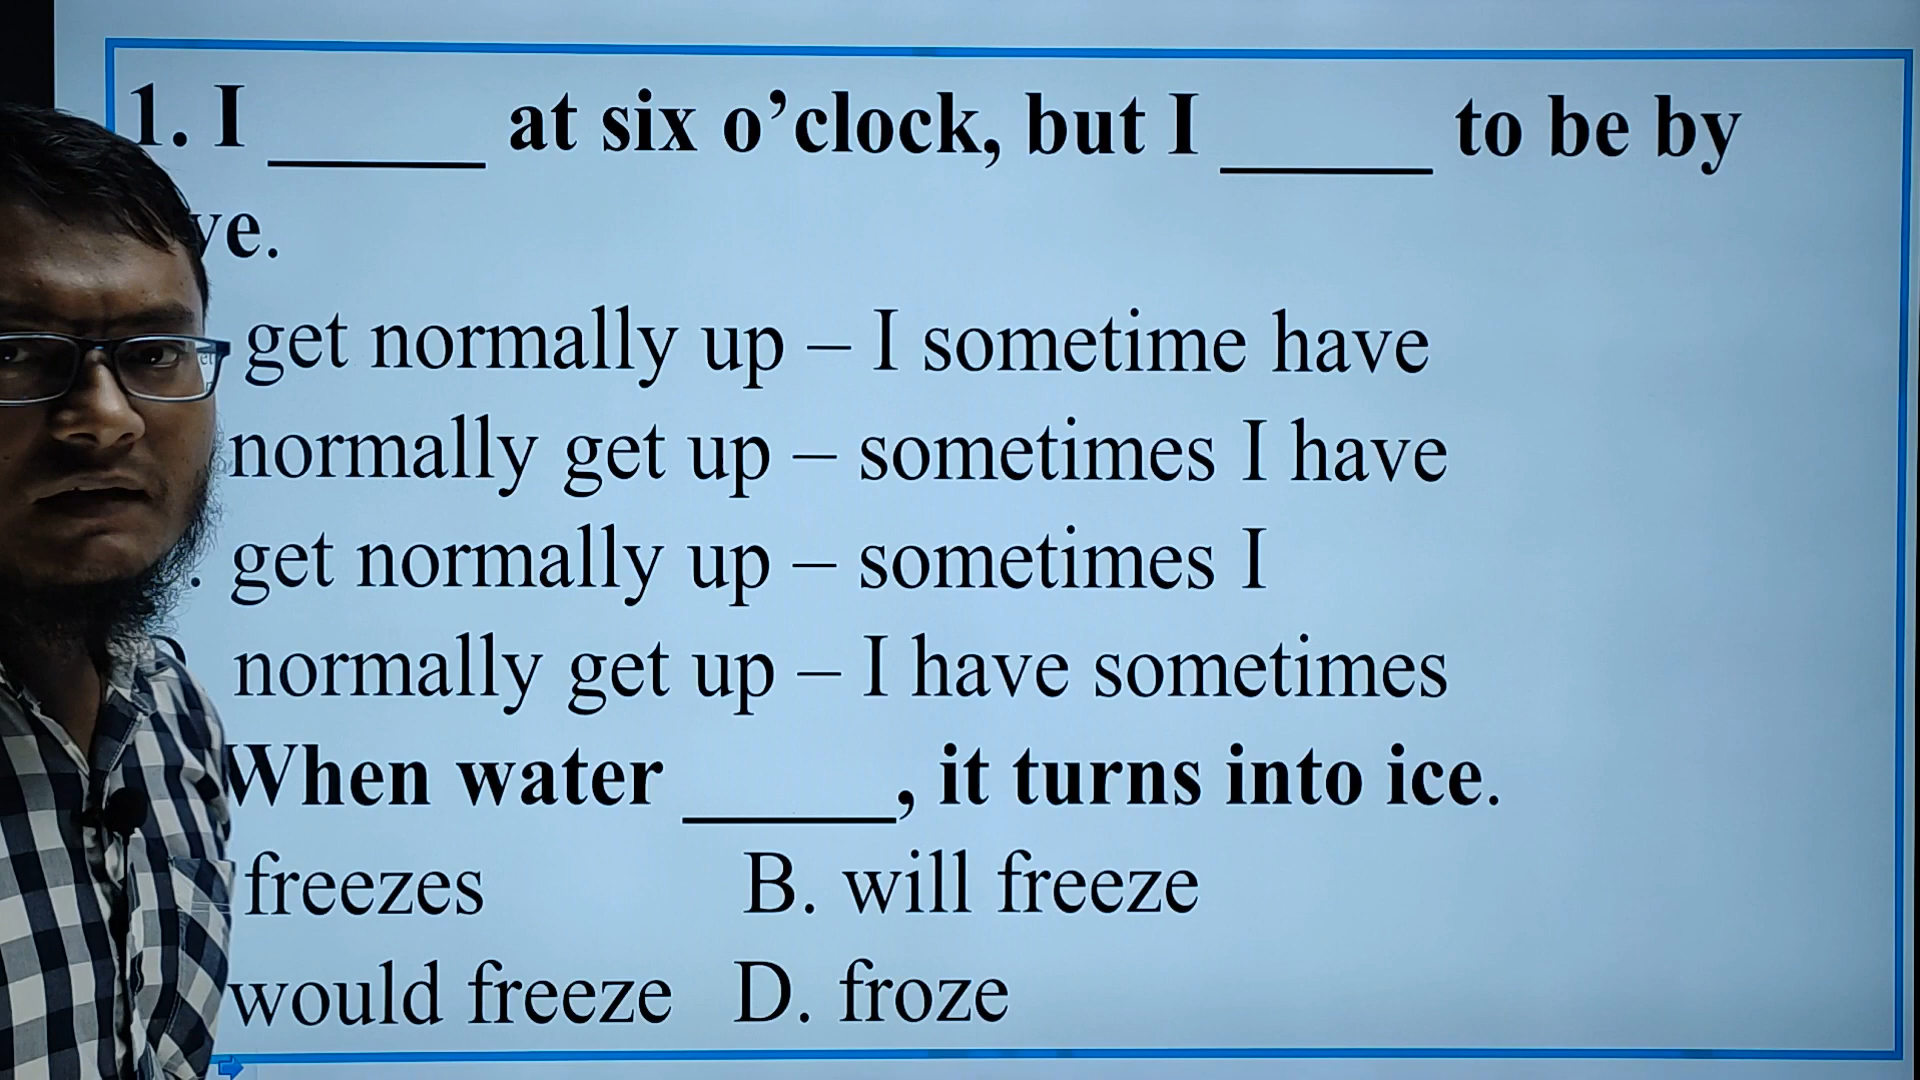 1. I _____ at six o’clock, but I _____ to be by
ve.
get normally up – I sometime have
normally get up – sometimes I have
. get normally up – sometimes I
. normally get up – I have sometimes
When water _____, it turns into ice.
freezes B. will freeze
would freeze D. froze